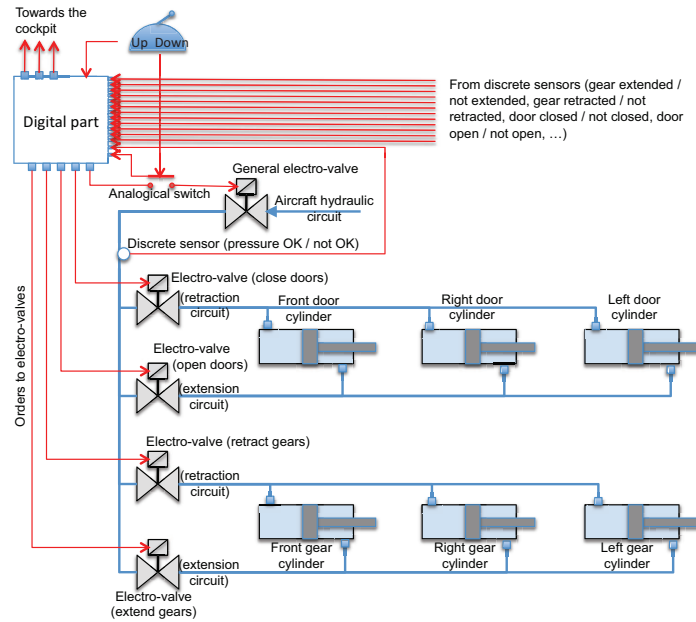 Towards the
cockpit
Up Down
Digital part
From discrete sensors (gear extended /
not extended, gear retracted / not
retracted, door closed / not closed, door
open / not open, …)
General electro-valve
Analogical switch
Aircraft hydraulic
circuit
Discrete sensor (pressure OK / not OK)
Electro-valve (close doors)
(retraction
circuit)
Front door
cylinder
Right door
cylinder
Left door
cylinder
Electro-valve
(open doors)
(extension
circuit)
Orders to electro-valves
Electro-valve (retract gears)
(retraction
circuit)
Front gear
cylinder
Right gear
cylinder
Left gear
cylinder
(extension
circuit)
Electro-valve
(extend gears)